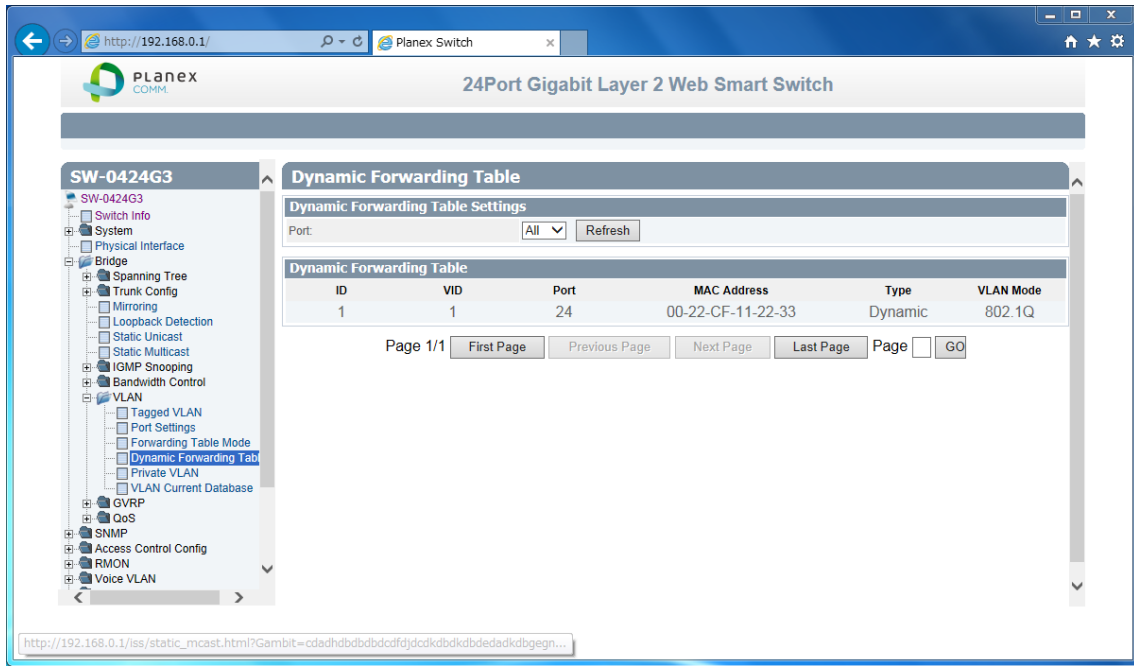 http://192.168.0.1/
Planex Switch
PLANEX
COMM.
24Port Gigabit Layer 2 Web Smart Switch
SW-0424G3
SW-0424G3
Switch Info
System
Physical Interface
Bridge
Spanning Tree
Trunk Config
Mirroring
Loopback Detection
Static Unicast
Static Multicast
IGMP Snooping
Bandwidth Control
VLAN
Tagged VLAN
Port Settings
Forwarding Table Mode
Dynamic Forwarding Tabl
Private VLAN
VLAN Current Database
GVRP
QoS
SNMP
Access Control Config
RMON
Voice VLAN
Dynamic Forwarding Table
Dynamic Forwarding Table Settings
Port: All Refresh
Dynamic Forwarding Table
ID VID Port MAC Address Type VLAN Mode
1 1 24 00-22-CF-11-22-33 Dynamic 802.1Q
Page 1/1 First Page Previous Page Next Page Last Page Page GO
http://192.168.0.1/iss/static_mcast.html?Gambit=cdadhdbdbdbdcdfdjdcdkdbdkdbdedadkdbgegn...